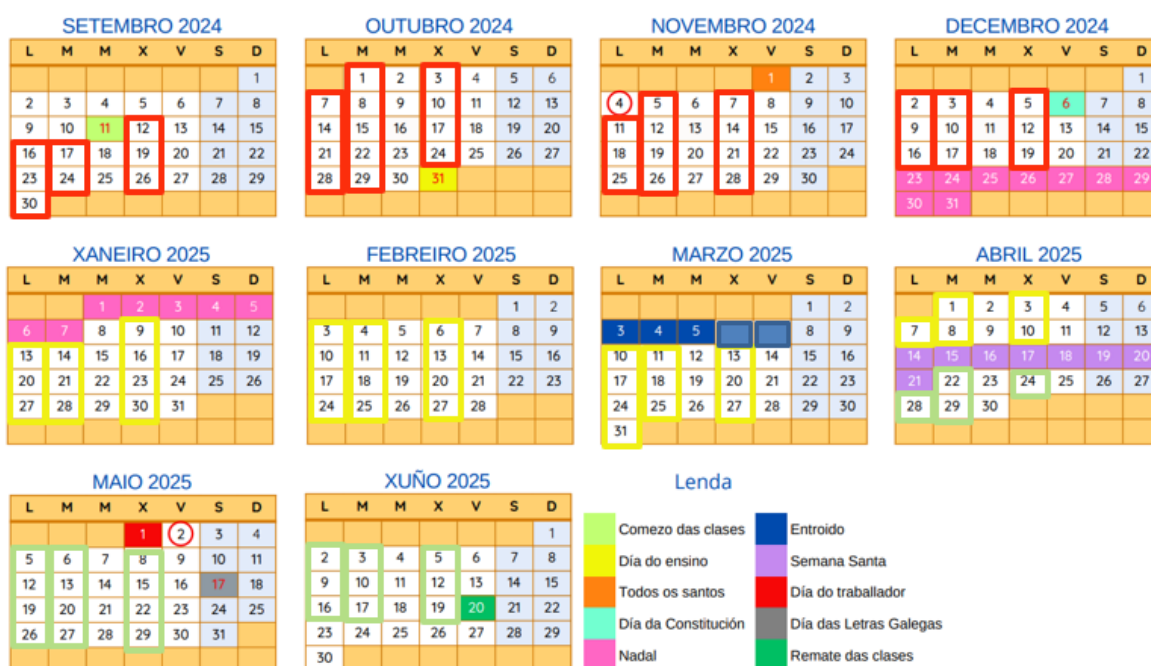 SETEMBRO 2024
L M M X V S D
1
2 3 4 5 6 7 8
9 10 11 12 13 14 15
16 17 18 19 20 21 22
23 24 25 26 27 28 29
30
OUTUBRO 2024
L M M X V S D
1 2 3 4 5 6
7 8 9 10 11 12 13
14 15 16 17 18 19 20
21 22 23 24 25 26 27
28 29 30 31
NOVEMBRO 2024
L M M X V S D
1 2 3
4 5 6 7 8 9 10
11 12 13 14 15 16 17
18 19 20 21 22 23 24
25 26 27 28 29 30
DECEMBRO 2024
L M M X V S D
1
2 3 4 5 6 7 8
9 10 11 12 13 14 15
16 17 18 19 20 21 22
23 24 25 26 27 28 29
30 31
XANEIRO 2025
L M M X V S D
1 2 3 4 5
6 7 8 9 10 11 12
13 14 15 16 17 18 19
20 21 22 23 24 25 26
27 28 29 30 31
FEBREIRO 2025
L M M X V S D
1 2
3 4 5 6 7 8 9
10 11 12 13 14 15 16
17 18 19 20 21 22 23
24 25 26 27 28
MARZO 2025
L M M X V S D
1 2
3 4 5 8 9
10 11 12 13 14 15 16
17 18 19 20 21 22 23
24 25 26 27 28 29 30
31
ABRIL 2025
L M M X V S D
1 2 3 4 5 6
7 8 9 10 11 12 13
14 15 16 17 18 19 20
21 22 23 24 25 26 27
28 29 30
MAIO 2025
L M M X V S D
1 2 3 4
5 6 7 8 9 10 11
12 13 14 15 16 17 18
19 20 21 22 23 24 25
26 27 28 29 30 31
XUÑO 2025
L M M X V S D
1
2 3 4 5 6 7 8
9 10 11 12 13 14 15
16 17 18 19 20 21 22
23 24 25 26 27 28 29
30
Lenda
Comezo das clases
Día do ensino
Todos os santos
Día da Constitución
Nadal
Entroido
Semana Santa
Día do traballador
Día das Letras Galegas
Remate das clases